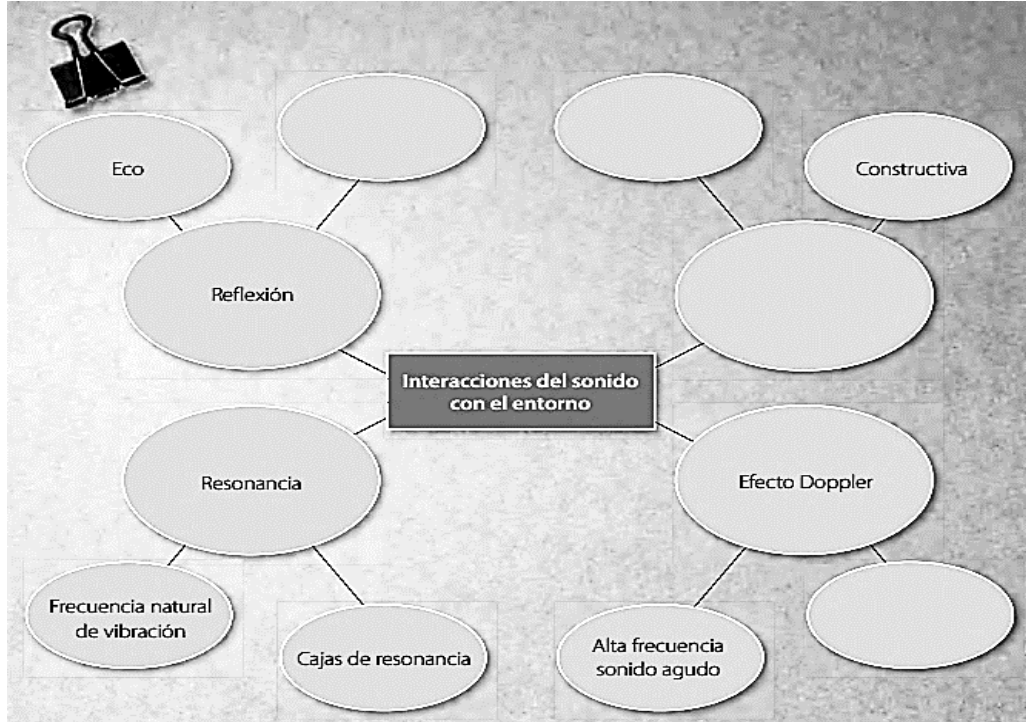 Eco
Constructiva
Reflexión
Interacciones del sonido
con el entorno
Resonancia
Efecto Doppler
Frecuencia natural
de vibración
Cajas de resonancia
Alta frecuencia
sonido agudo